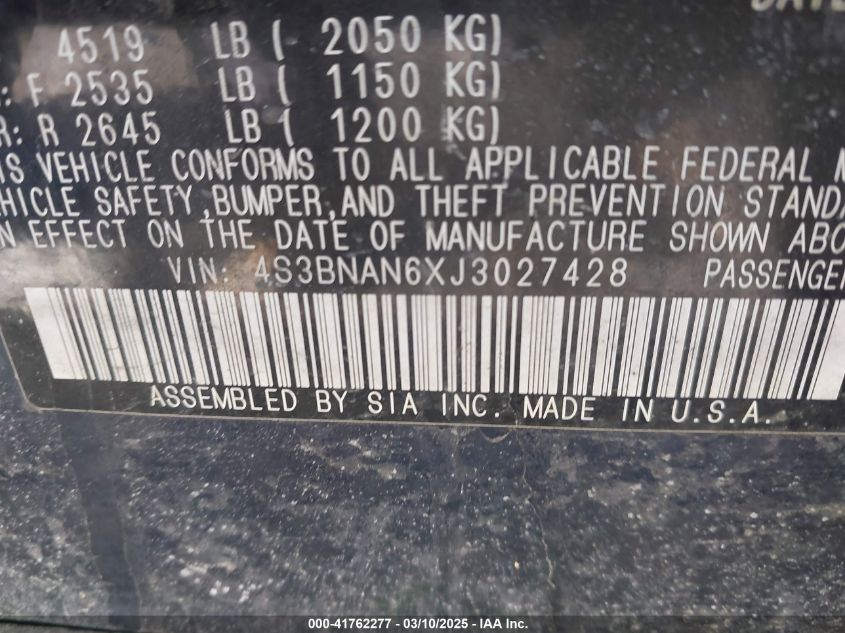 4519 LB ( 2050 KG)
F 2535 LB ( 1150 KG)
R: R 2645 LB ( 1200 KG)
IS VEHICLE CONFORMS TO ALL APPLICABLE FEDERAL M
HICLE SAFETY, BUMPER, AND THEFT PREVENTION STANDA
N EFFECT ON THE DATE OF MANUFACTURE SHOWN ABO
VIN: 4S3BNAN6XJ3027428 PASSENGER
ASSEMBLED BY SIA INC. MADE IN U.S.A.
000-41762277 - 03/10/2025 - IAA Inc.